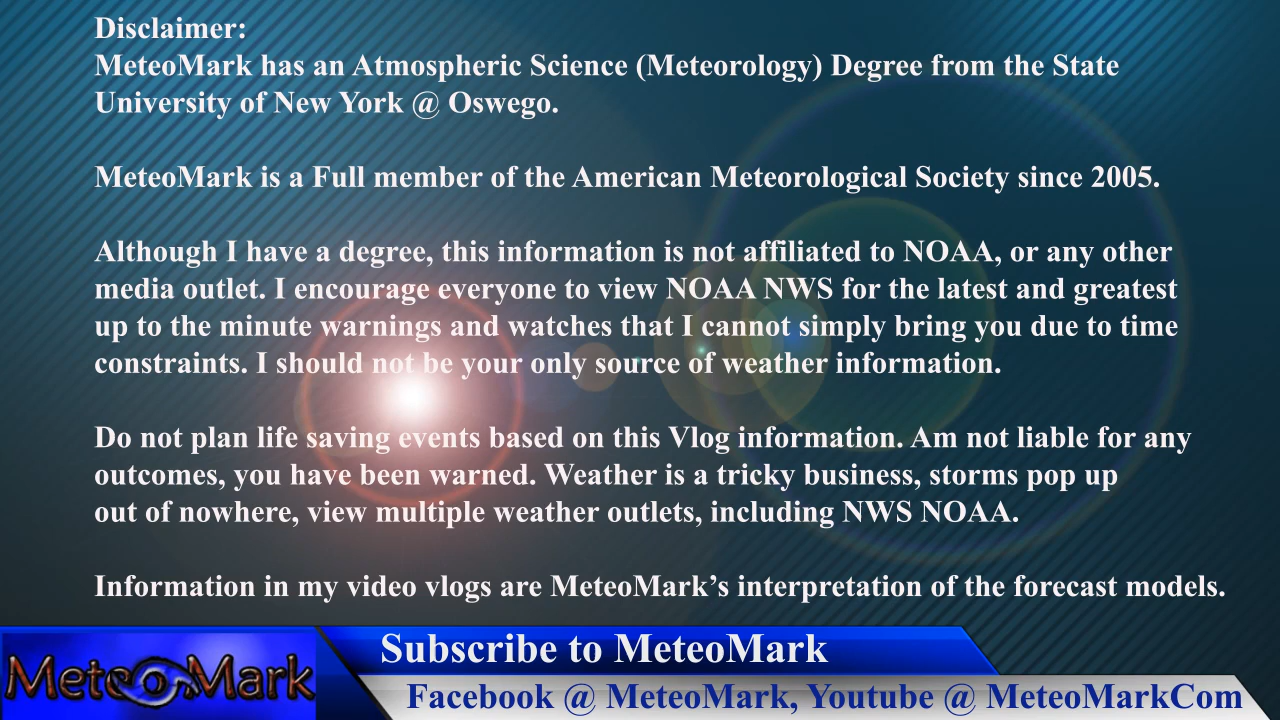 Disclaimer:
MeteoMark has an Atmospheric Science (Meteorology) Degree from the State
University of New York @ Oswego.
MeteoMark is a Full member of the American Meteorological Society since 2005.
Although I have a degree, this information is not affiliated to NOAA, or any other
media outlet. I encourage everyone to view NOAA NWS for the latest and greatest
up to the minute warnings and watches that I cannot simply bring you due to time
constraints. I should not be your only source of weather information.
Do not plan life saving events based on this Vlog information. Am not liable for any
outcomes, you have been warned. Weather is a tricky business, storms pop up
out of nowhere, view multiple weather outlets, including NWS NOAA.
Information in my video vlogs are MeteoMark’s interpretation of the forecast models.
Subscribe to MeteoMark
MeteoMark
Facebook @ MeteoMark, Youtube @ MeteoMarkCom